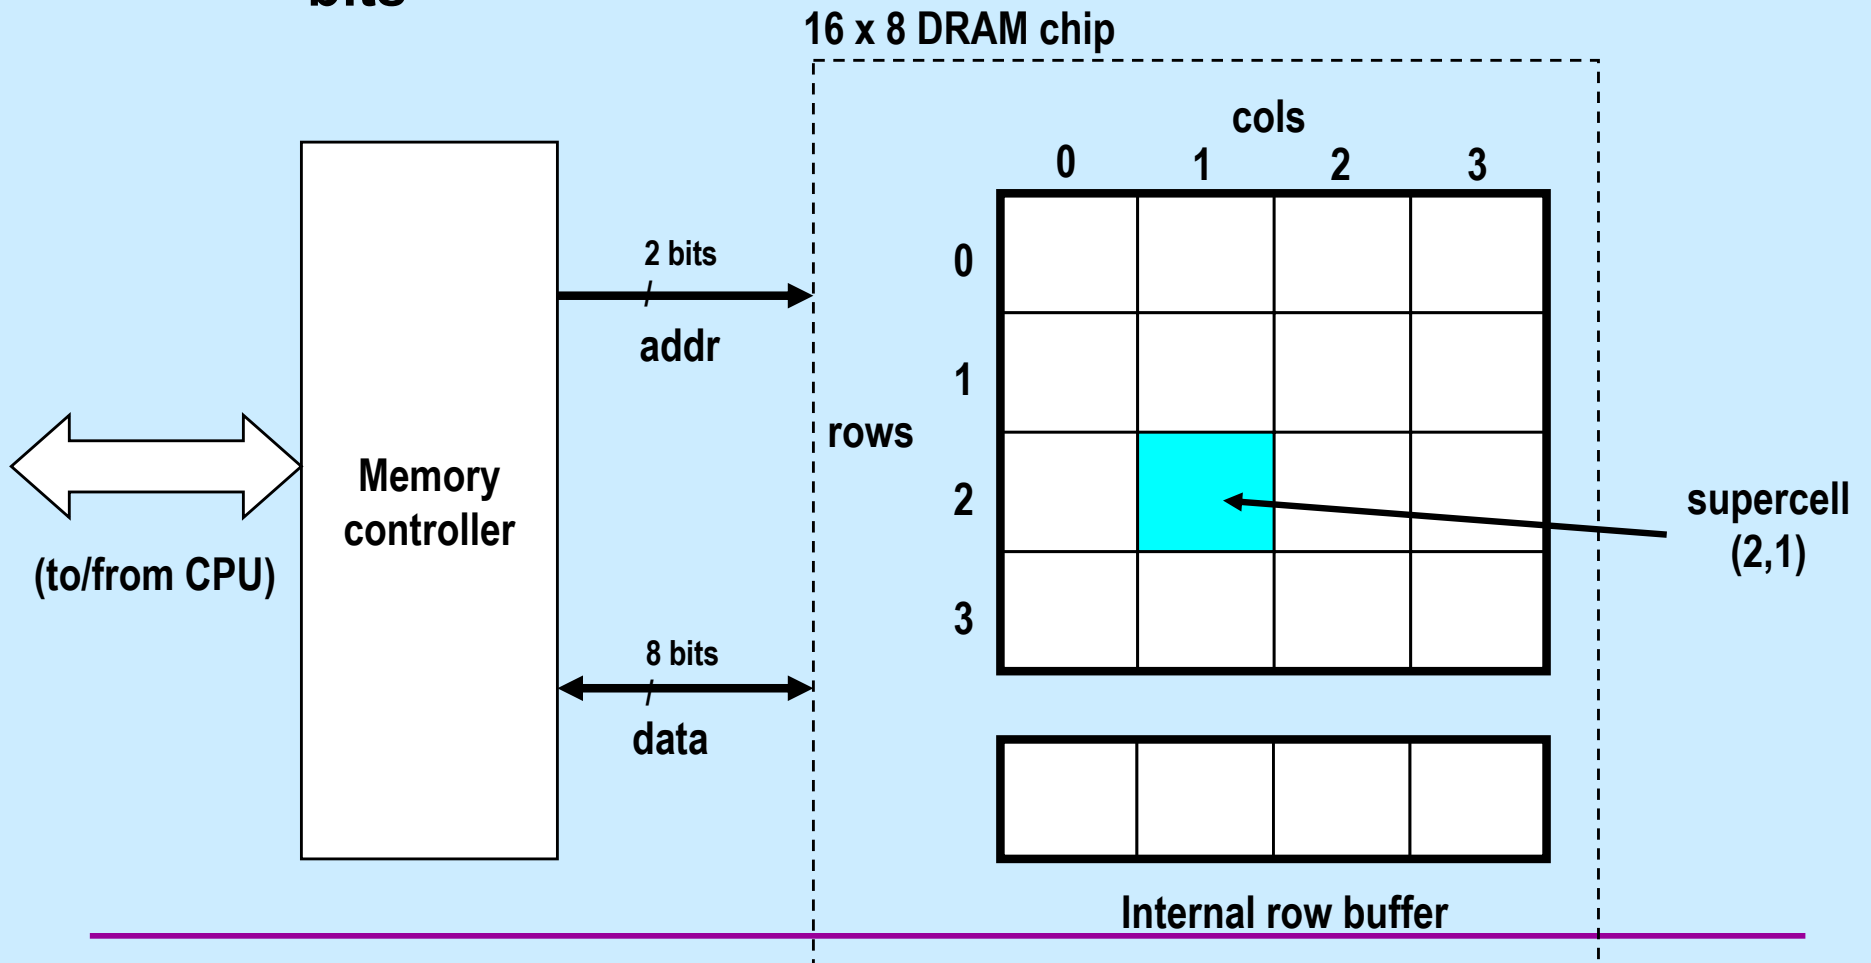 bits
16 x 8 DRAM chip
cols
0 1 2 3
0
2 bits
addr
1
rows
Memory
controller
2
supercell
(2,1)
(to/from CPU)
3
8 bits
data
Internal row buffer